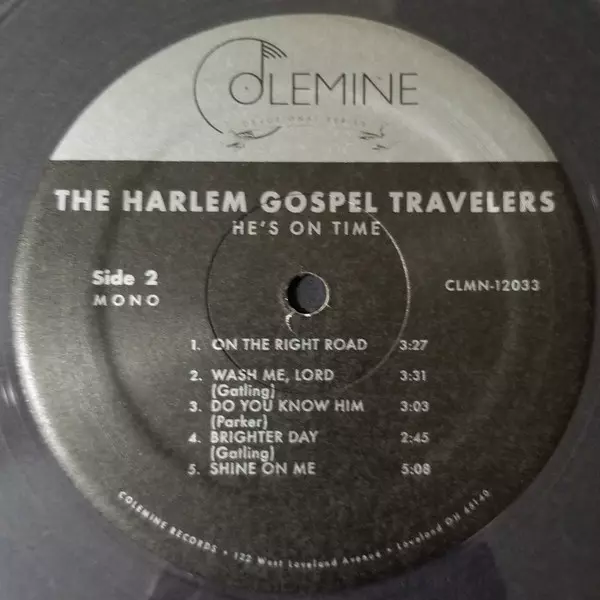 COLEMINE
DEVOTIONAL SERIES
THE HARLEM GOSPEL TRAVELERS
HE'S ON TIME
Side 2
MONO
CLMN-12033
1. ON THE RIGHT ROAD 3:27
2. WASH ME, LORD 3:31
(Gatling)
3. DO YOU KNOW HIM 3:03
(Parker)
4. BRIGHTER DAY 2:45
(Gatling)
5. SHINE ON ME 5:08
COLEMINE RECORDS • 122 West Loveland Avenue • Loveland OH 45140